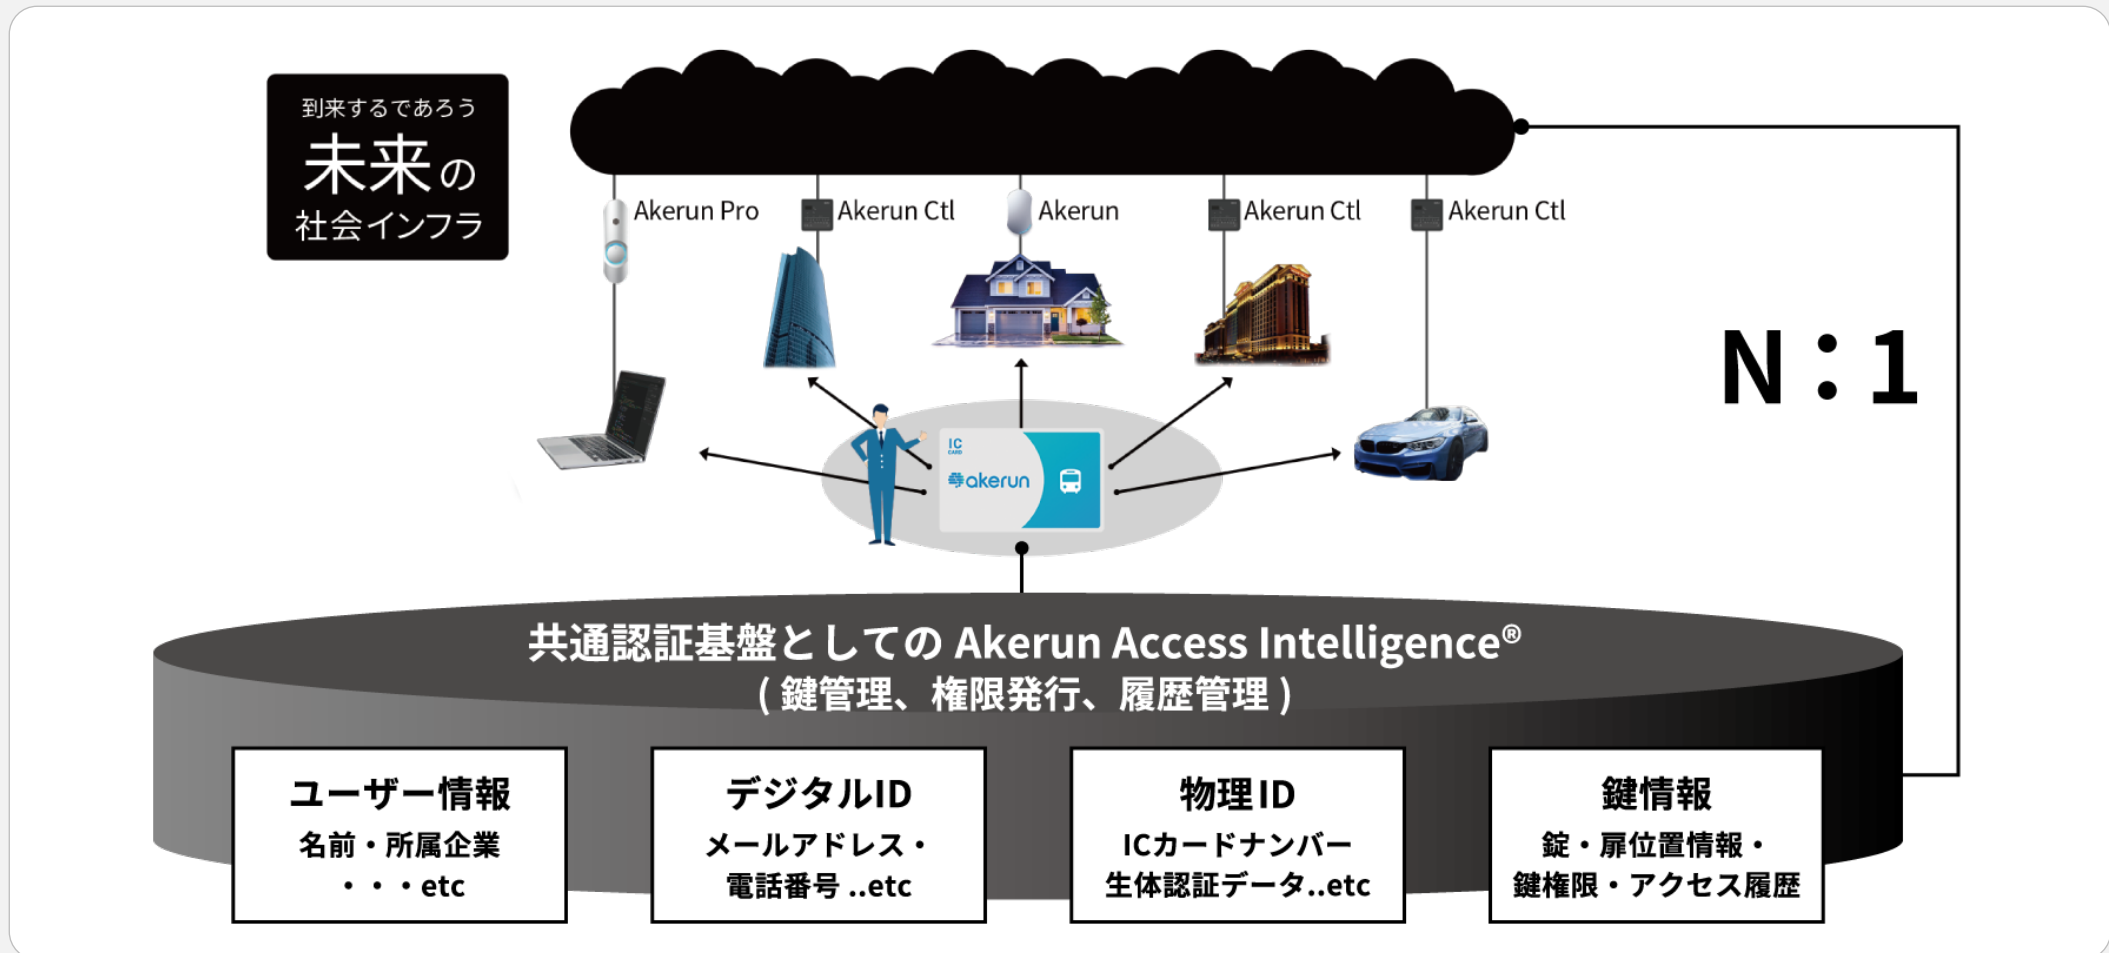 到来するであろう
未来の
社会インフラ
Akerun Pro
Akerun Ctl
Akerun
Akerun Ctl
Akerun Ctl
N：1
IC
CARD
akerun
共通認証基盤としての Akerun Access Intelligence®
( 鍵管理、権限発行、履歴管理 )
ユーザー情報
名前・所属企業
・・・etc
デジタルID
メールアドレス・
電話番号 ..etc
物理ID
ICカードナンバー
生体認証データ..etc
鍵情報
錠・扉位置情報・
鍵権限・アクセス履歴